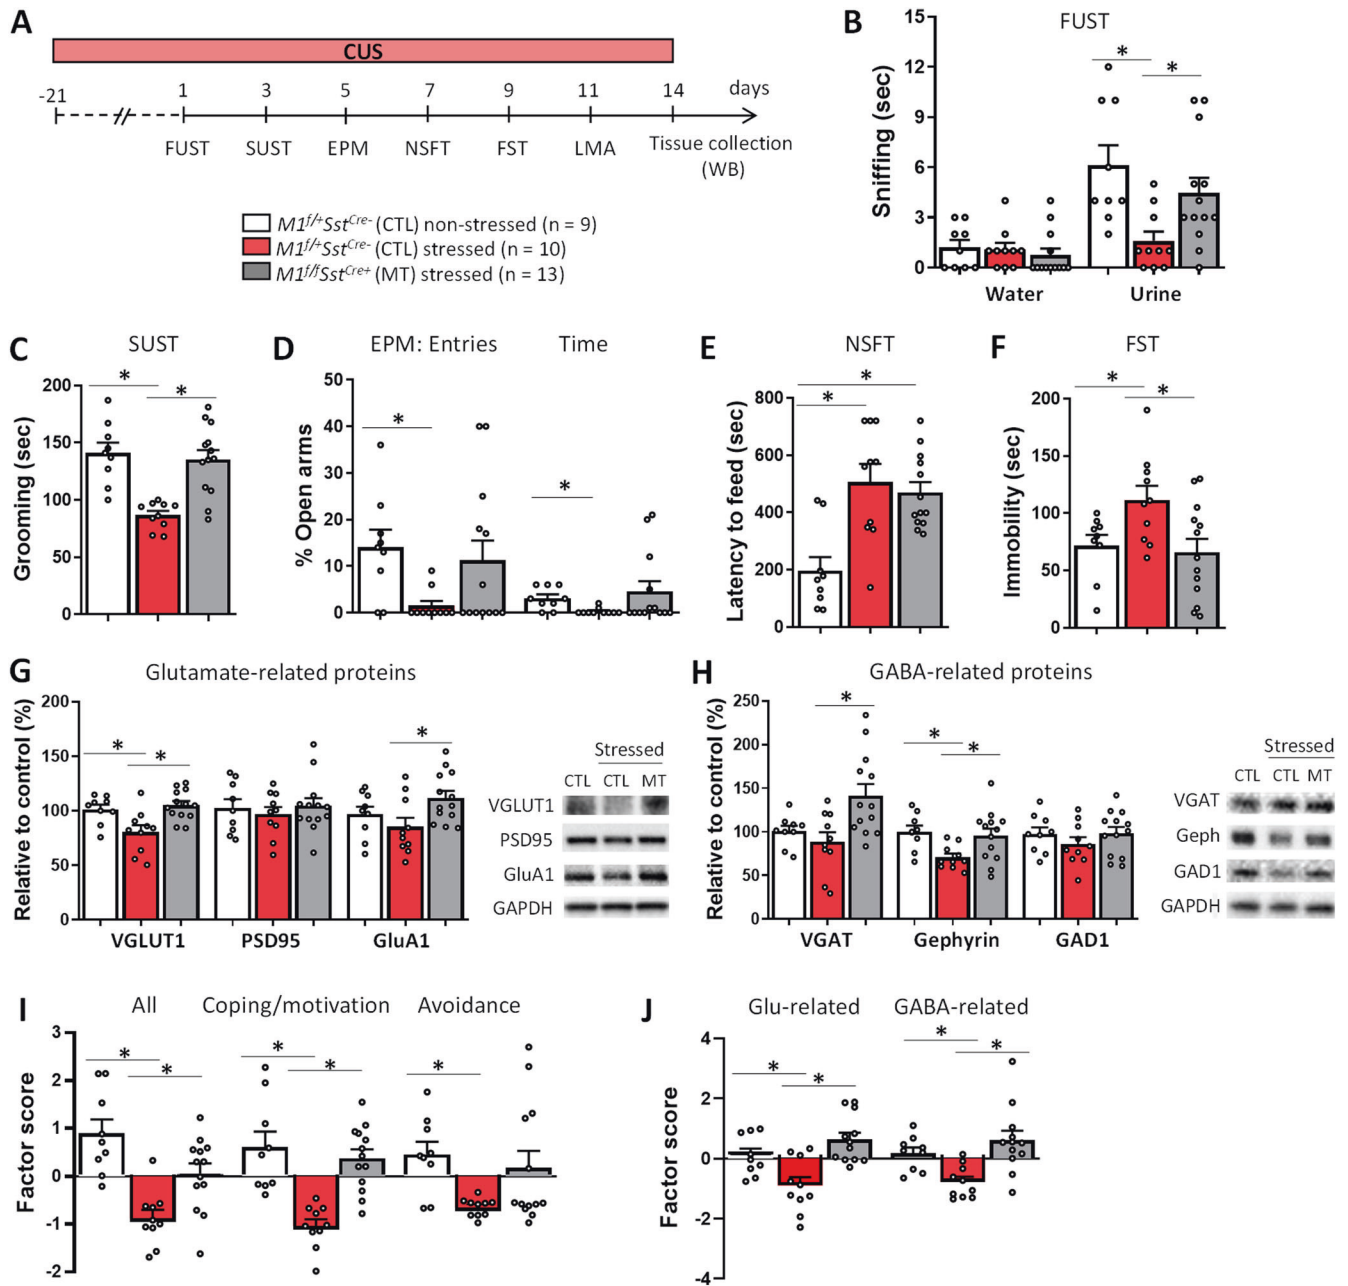 A
CUS
-21 1 3 5 7 9 11 14 days
FUST SUST EPM NSFT FST LMA Tissue collection
(WB)
M1f/+SstCre- (CTL) non-stressed (n = 9)
M1f/+SstCre- (CTL) stressed (n = 10)
M1f/fSstCre+ (MT) stressed (n = 13)
B
FUST
Sniffing (sec)
15
12
9
6
3
0
* *
Water Urine
C
SUST
Grooming (sec)
200
150
100
50
0
* *
D
EPM: Entries Time
% Open arms
50
40
30
20
10
0
* *
E
NSFT
Latency to feed (sec)
800
600
400
200
0
* *
F
FST
Immobility (sec)
200
150
100
50
0
* *
G
Glutamate-related proteins
Relative to control (%)
200
150
100
50
0
* * *
VGLUT1 PSD95 GluA1
Stressed
CTL CTL MT
VGLUT1
PSD95
GluA1
GAPDH
H
GABA-related proteins
Relative to control (%)
250
200
150
100
50
0
* * *
VGAT Gephyrin GAD1
Stressed
CTL CTL MT
VGAT
Geph
GAD1
GAPDH
I
All Coping/motivation Avoidance
Factor score
3
2
1
0
-1
-2
* * * * *
J
Glu-related GABA-related
Factor score
4
2
0
-2
-4
* * * *